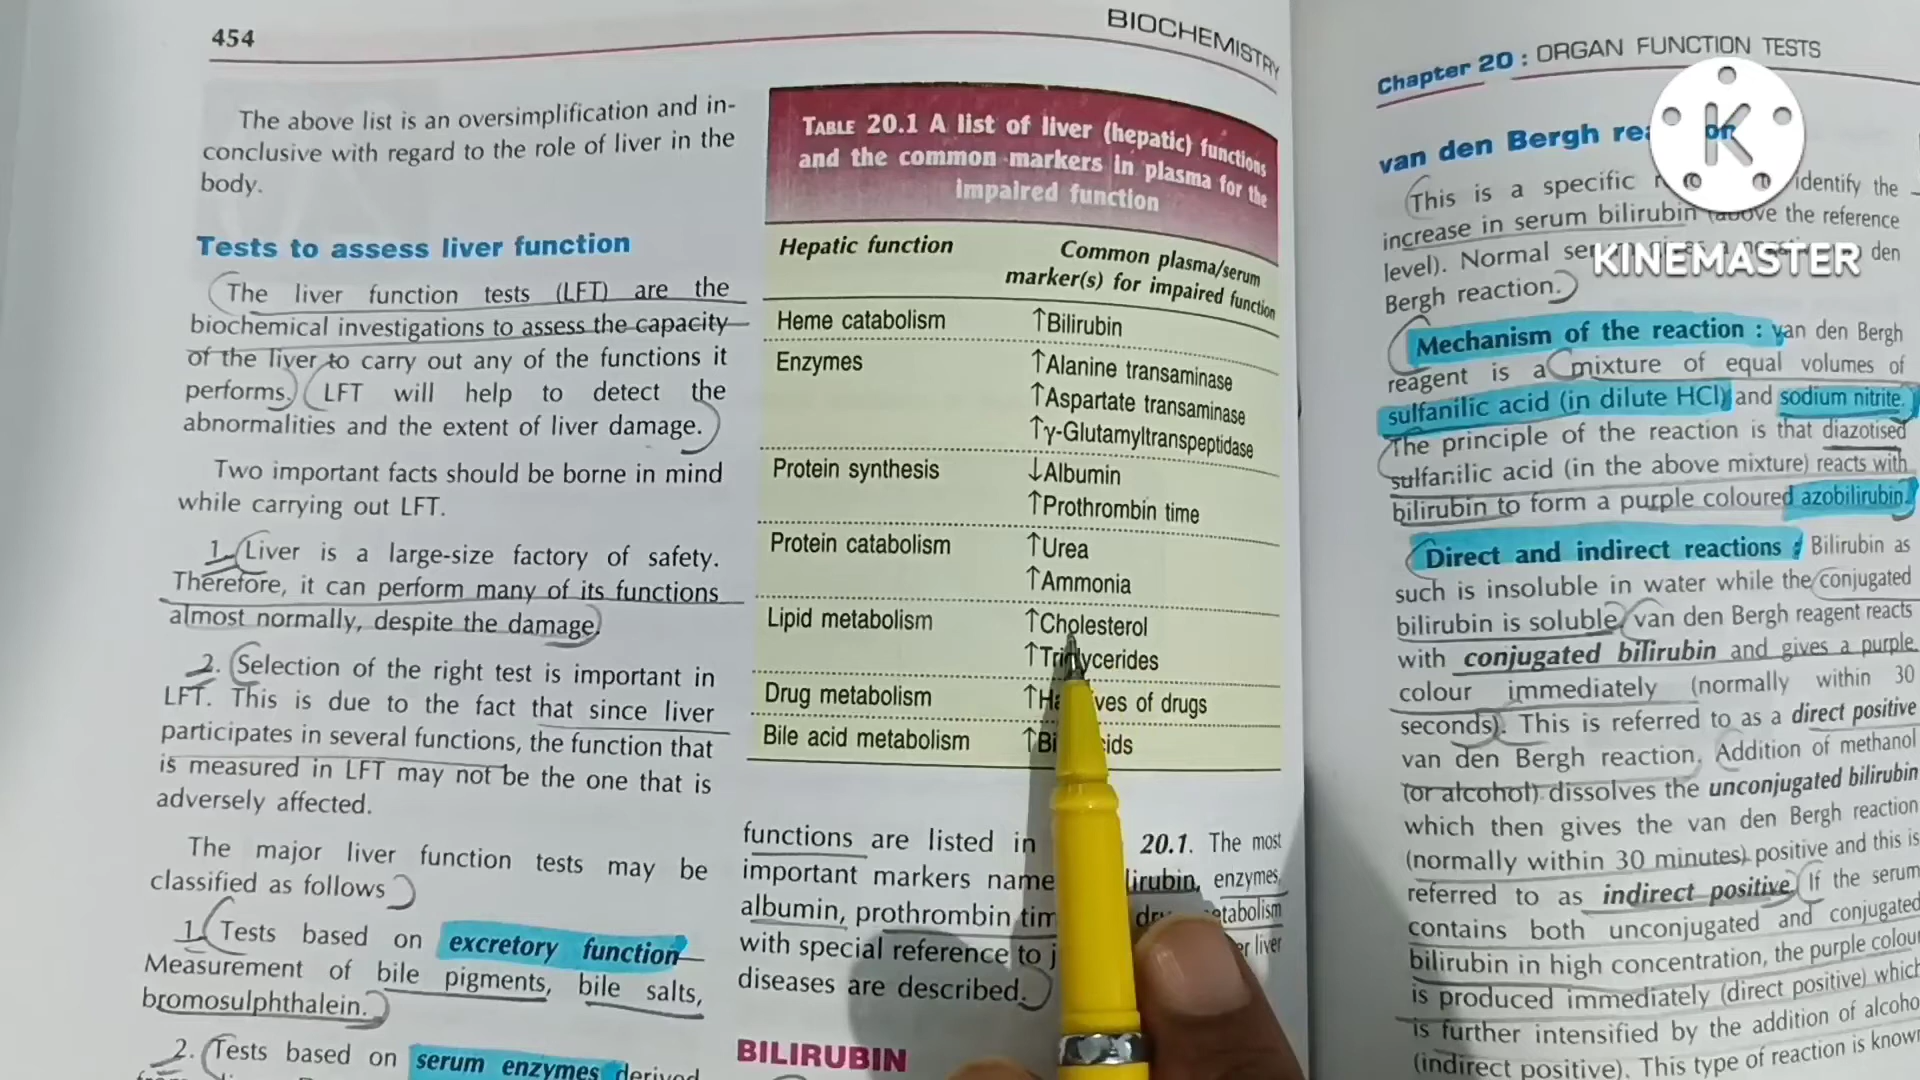 454
BIOCHEMISTRY
The above list is an oversimplification and in-
conclusive with regard to the role of liver in the
body.
Tests to assess liver function
The liver function tests (LFT) are the
biochemical investigations to assess the capacity
of the liver to carry out any of the functions it
performs. LFT will help to detect the
abnormalities and the extent of liver damage.
Two important facts should be borne in mind
while carrying out LFT.
1. Liver is a large-size factory of safety.
Therefore, it can perform many of its functions
almost normally, despite the damage.
2. Selection of the right test is important in
LFT. This is due to the fact that since liver
participates in several functions, the function that
is measured in LFT may not be the one that is
adversely affected.
The major liver function tests may be
classified as follows
1. Tests based on excretory function—
Measurement of bile pigments, bile salts,
bromosulphthalein.
2. Tests based on serum enzymes derived
TABLE 20.1 A list of liver (hepatic) functions
and the common markers in plasma for the
impaired function
Hepatic function Common plasma/serum
marker(s) for impaired function
Heme catabolism ↑Bilirubin
Enzymes ↑Alanine transaminase
↑Aspartate transaminase
↑γ-Glutamyltranspeptidase
Protein synthesis ↓Albumin
↑Prothrombin time
Protein catabolism ↑Urea
↑Ammonia
Lipid metabolism ↑Cholesterol
↑Triglycerides
Drug metabolism ↑ of drugs
Bile acid metabolism
functions are listed in 20.1. The most
important markers enzymes,
albumin, prothrombin
with special reference to liver
diseases are described.
BILIRUBIN
Chapter 20 : ORGAN FUNCTION TESTS
van den Bergh
This is a specific identify the
increase in serum bilirubin (above the reference
level). Normal den
Bergh reaction.
Mechanism of the reaction : van den Bergh
reagent is a mixture of equal volumes of
sulfanilic acid (in dilute HCl) and sodium nitrite.
The principle of the reaction is that diazotised
sulfanilic acid (in the above mixture) reacts with
bilirubin to form a purple coloured azobilirubin.
Direct and indirect reactions : Bilirubin as
such is insoluble in water while the conjugated
bilirubin is soluble. van den Bergh reagent reacts
with conjugated bilirubin and gives a purple
colour immediately (normally within 30
seconds). This is referred to as a direct positive
van den Bergh reaction. Addition of methanol
(or alcohol) dissolves the unconjugated bilirubin
which then gives the van den Bergh reaction
(normally within 30 minutes) positive and this is
referred to as indirect positive. If the serum
contains both unconjugated and conjugated
bilirubin in high concentration, the purple colour
is produced immediately (direct positive) which
is further intensified by the addition of alcohol
(indirect positive). This type of reaction is known
K
KINEMASTER